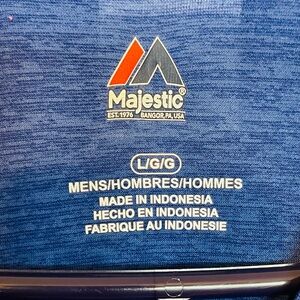 Majestic®
EST. 1976 BANGOR, PA, USA
L/G/G
MENS/HOMBRES/HOMMES
MADE IN INDONESIA
HECHO EN INDONESIA
FABRIQUE AU INDONESIE